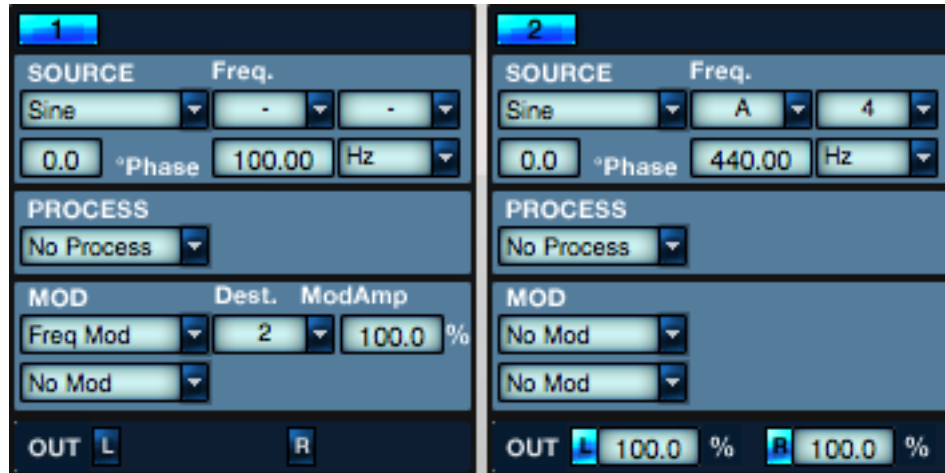 1
SOURCE Freq.
Sine - -
0.0 °Phase 100.00 Hz
PROCESS
No Process
MOD Dest. ModAmp
Freq Mod 2 100.0 %
No Mod
OUT L R
2
SOURCE Freq.
Sine A 4
0.0 °Phase 440.00 Hz
PROCESS
No Process
MOD
No Mod
No Mod
OUT L 100.0 % R 100.0 %